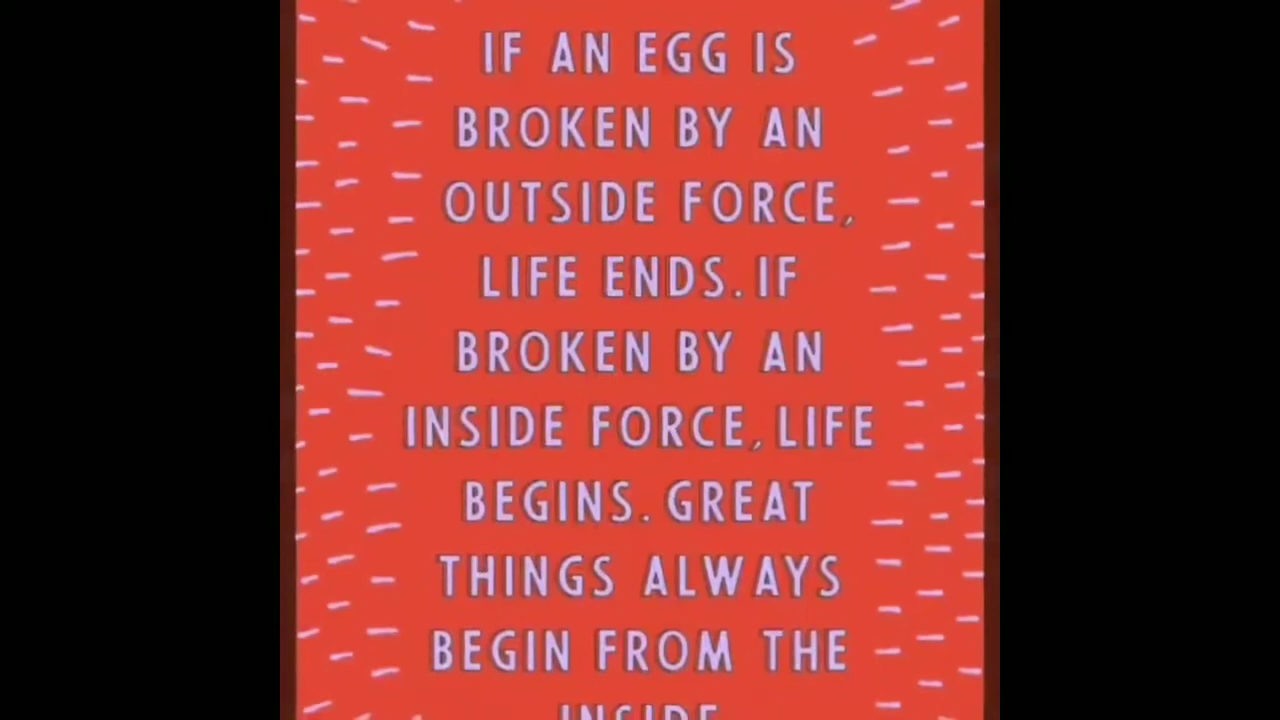 IF AN EGG IS
BROKEN BY AN
OUTSIDE FORCE,
LIFE ENDS. IF
BROKEN BY AN
INSIDE FORCE, LIFE
BEGINS. GREAT
THINGS ALWAYS
BEGIN FROM THE
INSIDE